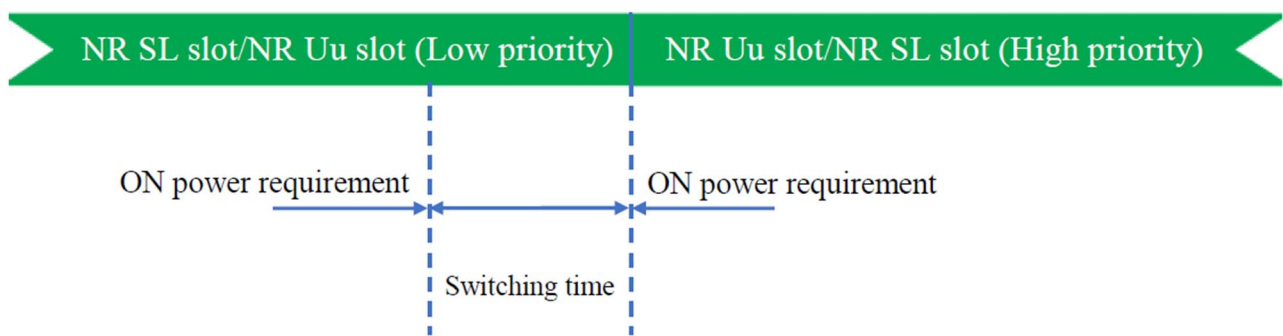 NR SL slot/NR Uu slot (Low priority)
NR Uu slot/NR SL slot (High priority)
ON power requirement
ON power requirement
Switching time